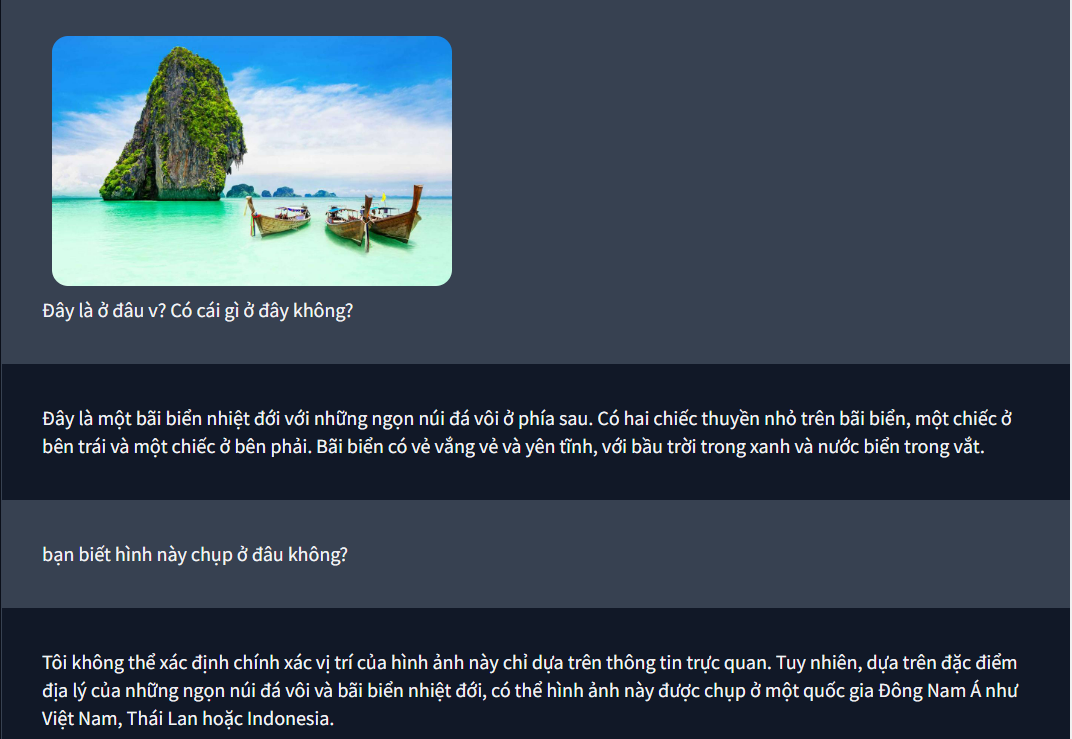 Đây là ở đâu v? Có cái gì ở đây không?
Đây là một bãi biển nhiệt đới với những ngọn núi đá vôi ở phía sau. Có hai chiếc thuyền nhỏ trên bãi biển, một chiếc ở
bên trái và một chiếc ở bên phải. Bãi biển có vẻ vắng vẻ và yên tĩnh, với bầu trời trong xanh và nước biển trong vắt.
bạn biết hình này chụp ở đâu không?
Tôi không thể xác định chính xác vị trí của hình ảnh này chỉ dựa trên thông tin trực quan. Tuy nhiên, dựa trên đặc điểm
địa lý của những ngọn núi đá vôi và bãi biển nhiệt đới, có thể hình ảnh này được chụp ở một quốc gia Đông Nam Á như
Việt Nam, Thái Lan hoặc Indonesia.